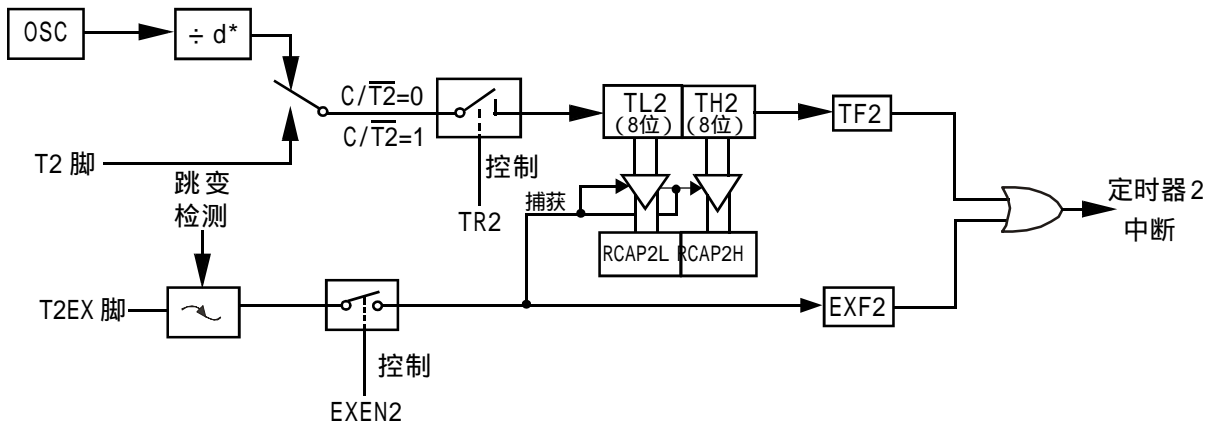 OSC
÷ d*
C/T2=0
C/T2=1
T2 脚
控制
TR2
TL2
(8位)
TH2
(8位)
TF2
跳变
检测
捕获
RCAP2L
RCAP2H
定时器2
中断
T2EX 脚
控制
EXEN2
EXF2